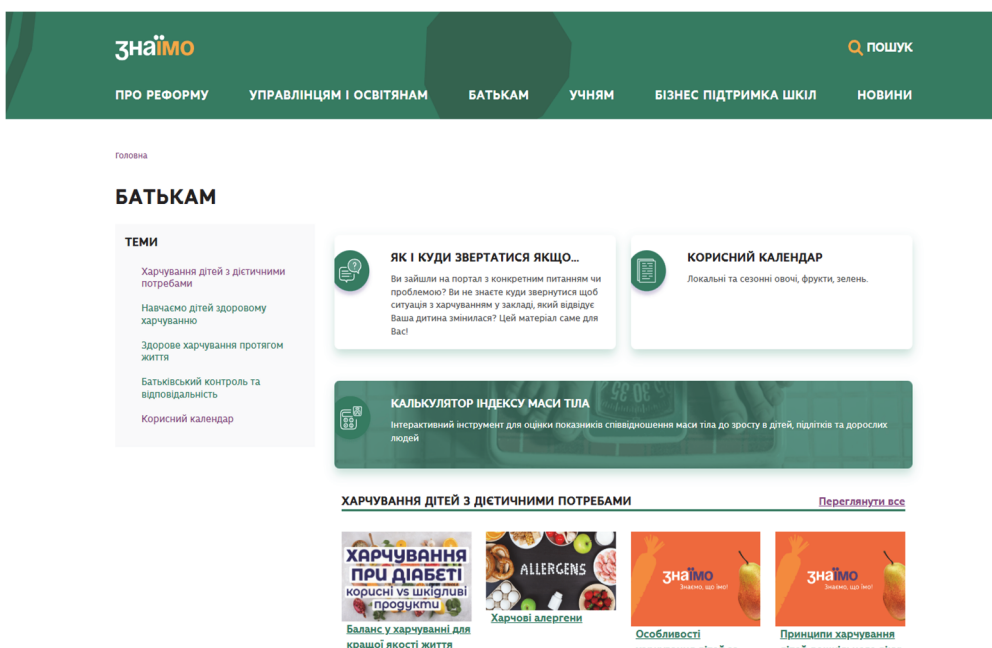 знаїмо
ПОШУК
ПРО РЕФОРМУ УПРАВЛІНЦЯМ І ОСВІТЯНАМ БАТЬКАМ УЧНЯМ БІЗНЕС ПІДТРИМКА ШКІЛ НОВИНИ
Головна
БАТЬКАМ
ТЕМИ
Харчування дітей з дієтичними
потребами
Навчаємо дітей здоровому
харчуванню
Здорове харчування протягом
життя
Батьківський контроль та
відповідальність
Корисний календар
ЯК І КУДИ ЗВЕРТАТИСЯ ЯКЩО...
Ви зайшли на портал з конкретним питанням чи
проблемою? Ви не знаєте куди звернутися щоб
ситуація з харчуванням у закладі, який відвідує
Ваша дитина змінилася? Цей матеріал саме для
Вас!
КОРИСНИЙ КАЛЕНДАР
Локальні та сезонні овочі, фрукти, зелень.
КАЛЬКУЛЯТОР ІНДЕКСУ МАСИ ТІЛА
Інтерактивний інструмент для оцінки показників співвідношення маси тіла до зросту в дітей, підлітків та дорослих
людей
ХАРЧУВАННЯ ДІТЕЙ З ДІЄТИЧНИМИ ПОТРЕБАМИ
Переглянути все
ХАРЧУВАННЯ
ПРИ ДІАБЕТІ
корисні vs шкідливі
продукти
Баланс у харчуванні для
кращої якості життя
ALLERGENS
Харчові алергени
знаїмо
Знаємо, що їмо!
Особливості
знаїмо
Знаємо, що їмо!
Принципи харчування